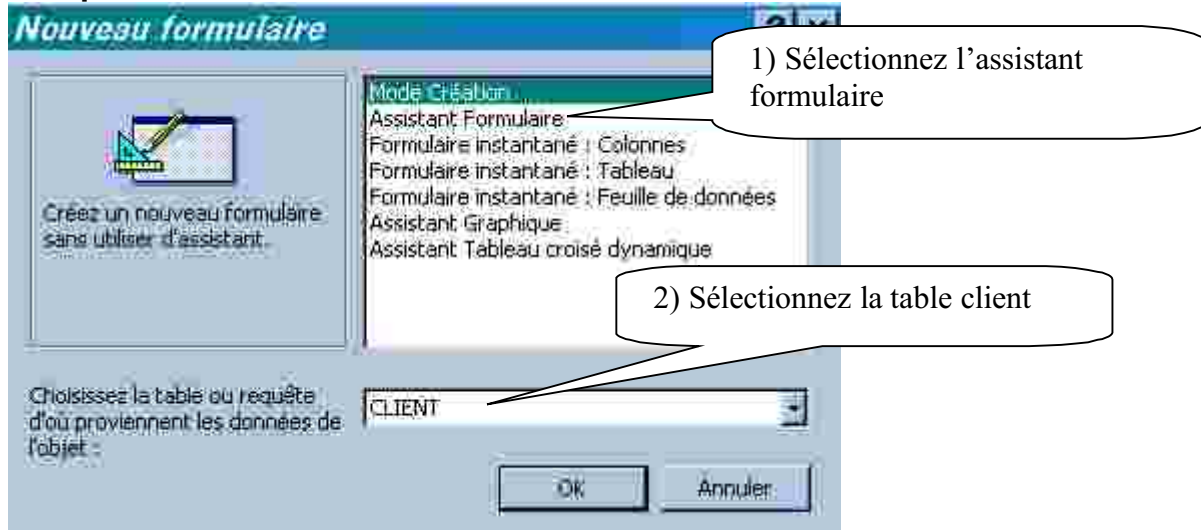 Nouveau formulaire
1) Sélectionnez l’assistant
formulaire
Mode Création
Assistant Formulaire
Formulaire instantané : Colonnes
Formulaire instantané : Tableau
Formulaire instantané : Feuille de données
Assistant Graphique
Assistant Tableau croisé dynamique
Créez un nouveau formulaire
sans utiliser d'assistant.
2) Sélectionnez la table client
Choisissez la table ou requête
d'où proviennent les données de
l'objet :
CLIENT
OK
Annuler